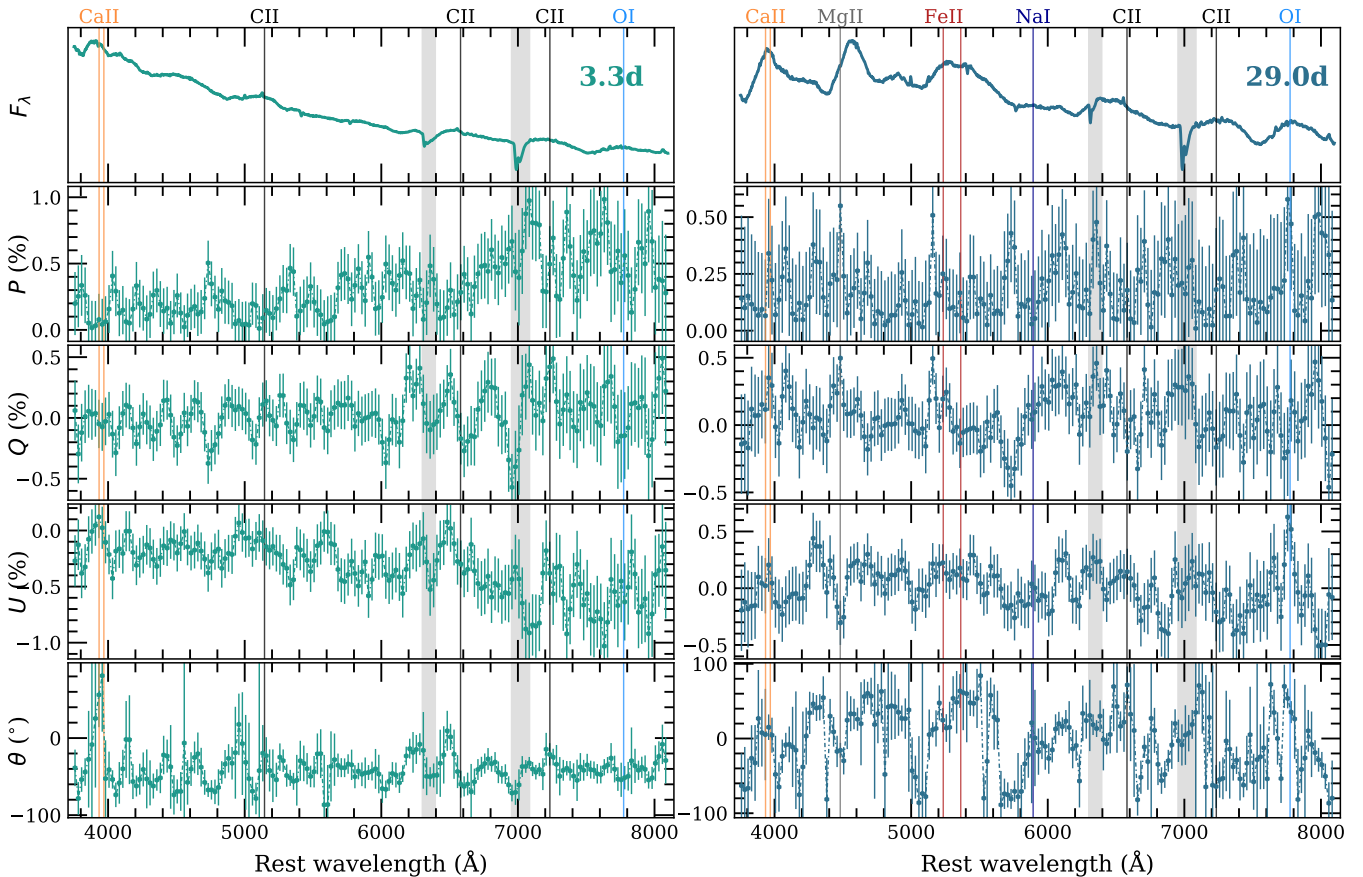 CaII CII CII CII OI
CaII MgII FeII NaI CII CII OI
Fλ
3.3d
29.0d
P (%)
1.0
0.5
0.0
0.50
0.25
0.00
Q (%)
0.5
0.0
−0.5
0.5
0.0
−0.5
U (%)
0.0
−0.5
−1.0
0.5
0.0
−0.5
θ (°)
0
−100
100
0
−100
4000 5000 6000 7000 8000
4000 5000 6000 7000 8000
Rest wavelength (Å)
Rest wavelength (Å)